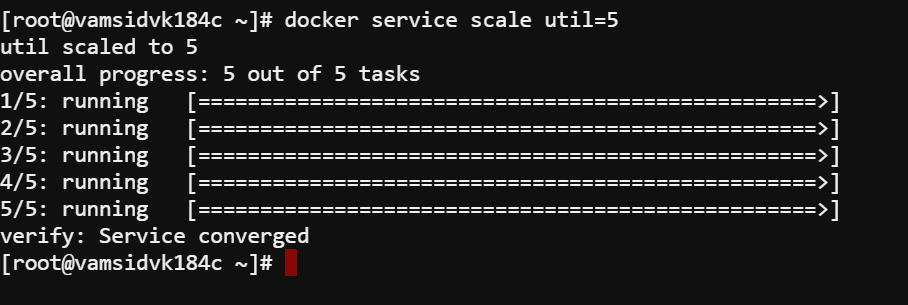 [root@vamsidvk184c ~]# docker service scale util=5
util scaled to 5
overall progress: 5 out of 5 tasks
1/5: running   [==================================================>]
2/5: running   [==================================================>]
3/5: running   [==================================================>]
4/5: running   [==================================================>]
5/5: running   [==================================================>]
verify: Service converged
[root@vamsidvk184c ~]#